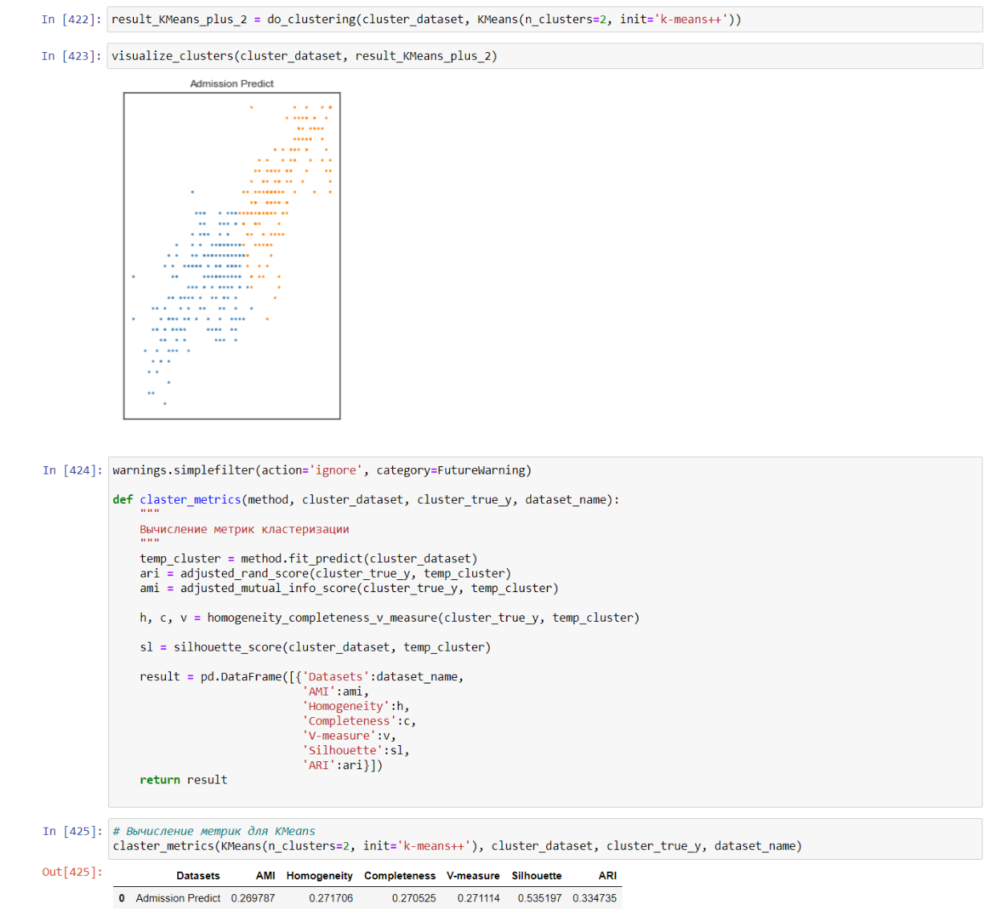 In [422]: result_KMeans_plus_2 = do_clustering(cluster_dataset, KMeans(n_clusters=2, init='k-means++'))
In [423]: visualize_clusters(cluster_dataset, result_KMeans_plus_2)
Admission Predict
In [424]: warnings.simplefilter(action='ignore', category=FutureWarning)
def claster_metrics(method, cluster_dataset, cluster_true_y, dataset_name):
"""
Вычисление метрик кластеризации
"""
temp_cluster = method.fit_predict(cluster_dataset)
ari = adjusted_rand_score(cluster_true_y, temp_cluster)
ami = adjusted_mutual_info_score(cluster_true_y, temp_cluster)
h, c, v = homogeneity_completeness_v_measure(cluster_true_y, temp_cluster)
sl = silhouette_score(cluster_dataset, temp_cluster)
result = pd.DataFrame([{'Datasets':dataset_name,
'AMI':ami,
'Homogeneity':h,
'Completeness':c,
'V-measure':v,
'Silhouette':sl,
'ARI':ari}])
return result
In [425]: # Вычисление метрик для KMeans
claster_metrics(KMeans(n_clusters=2, init='k-means++'), cluster_dataset, cluster_true_y, dataset_name)
Out[425]: Datasets AMI Homogeneity Completeness V-measure Silhouette ARI
0 Admission Predict 0.269787 0.271706 0.270525 0.271114 0.535197 0.334735